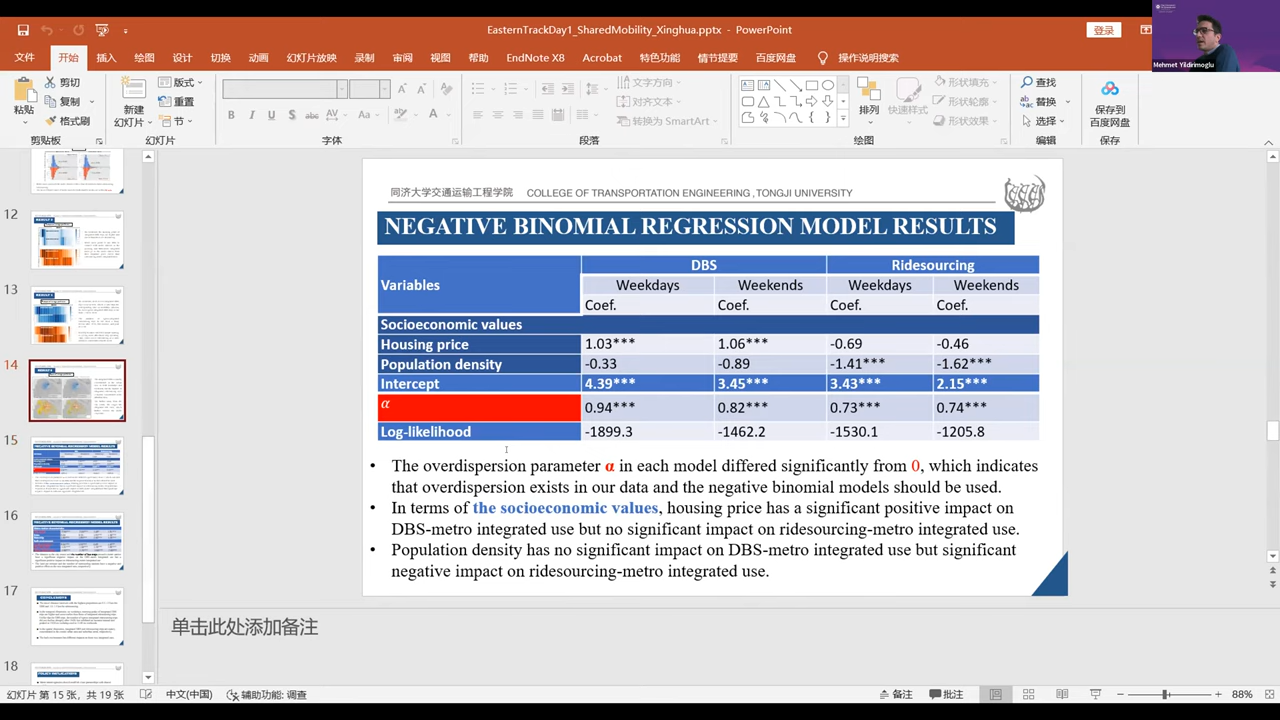 EasternTrackDay1_SharedMobility_Xinghua.pptx - PowerPoint
登录
Mehmet Yildirimoglu
文件 开始 插入 绘图 设计 切换 动画 幻灯片放映 录制 审阅 视图 帮助 EndNote X8 Acrobat 特色功能 情节提要 百度网盘 操作说明搜索
粘贴 剪切 复制 格式刷 剪贴板
新建 幻灯片 版式 重置 节 幻灯片
B I U S abc AV Aa A 字体
文字方向 对齐文本 转换为 SmartArt 段落
排列 快速样式 形状填充 形状轮廓 形状效果 绘图
查找 替换 选择 编辑
保存到 百度网盘 保存
12
13
14
15
16
17
18
同济大学交通运输工程学院 COLLEGE OF TRANSPORTATION ENGINEERING ,TONGJI UNIVERSITY
NEGATIVE BINOMIAL REGRESSION MODEL RESULTS
Variables DBS Ridesourcing
Weekdays Weekends Weekdays Weekends
Coef. Coef. Coef. Coef.
Socioeconomic values
Housing price 1.03*** 1.06*** -0.69 -0.46
Population density -0.33 -0.89 -1.41*** -1.62***
Intercept 4.39*** 3.45*** 3.43*** 2.15***
α 0.94*** 0.82*** 0.73*** 0.74***
Log-likelihood -1899.3 -1462.2 -1530.1 -1205.8
• The overdispersion parameter α in each model differs significantly from 0, which indicates
that overdispersion exists in our data and the negative binomial models should be used.
• In terms of the socioeconomic values, housing price has a significant positive impact on
DBS-metro integrated use but no significant impact on ridesourcing-metro integrated use.
• Population density has no significant impact on DBS-metro integrated use but significant
negative impact on ridesourcing-metro integrated use.
单击此处添加备注
幻灯片 第 15 张，共 19 张 中文(中国) 辅助功能: 调查 备注 批注 88%